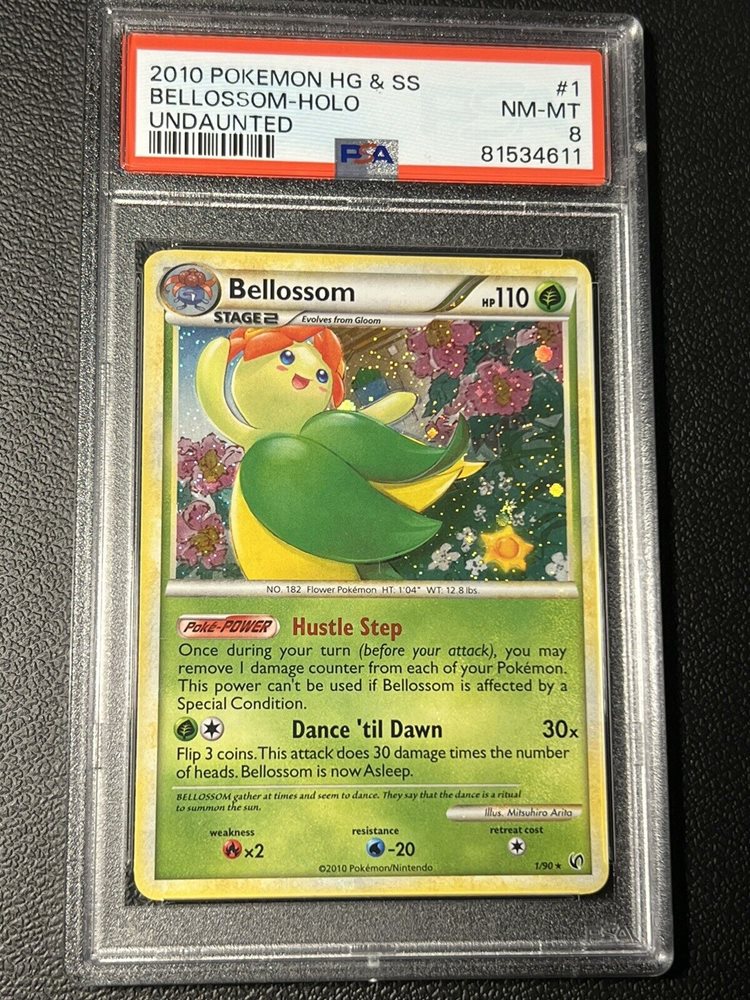 2010 POKEMON HG & SS #1
BELLOSSOM-HOLO NM-MT
UNDAUNTED 8
PSA 81534611
Bellossom HP 110
STAGE 2 Evolves from Gloom
NO. 182 Flower Pokémon HT: 1'04" WT: 12.8 lbs.
Poké-POWER Hustle Step
Once during your turn (before your attack), you may
remove 1 damage counter from each of your Pokémon.
This power can't be used if Bellossom is affected by a
Special Condition.
Dance 'til Dawn 30x
Flip 3 coins. This attack does 30 damage times the number
of heads. Bellossom is now Asleep.
BELLOSSOM gather at times and seem to dance. They say that the dance is a ritual
to summon the sun.
Illus. Mitsuhiro Arita
weakness resistance retreat cost
×2 -20
©2010 Pokémon/Nintendo 1/90 ★